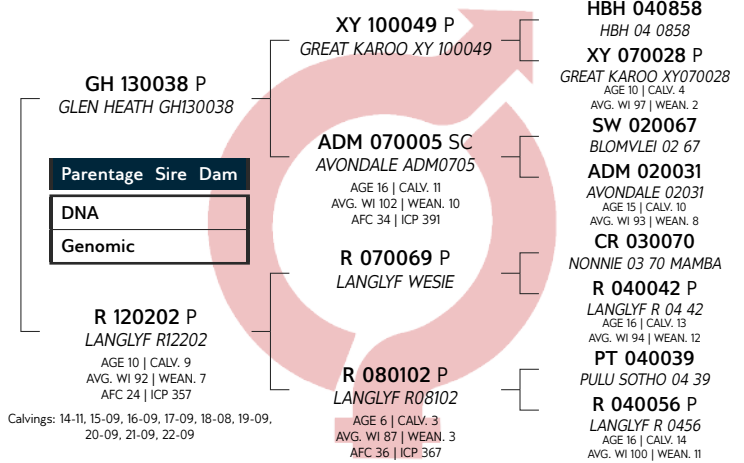 GH 130038 P
GLEN HEATH GH130038
Parentage Sire Dam
DNA
Genomic
R 120202 P
LANGLYF R12202
AGE 10 | CALV. 9
AVG. WI 92 | WEAN. 7
AFC 24 | ICP 357
Calvings: 14-11, 15-09, 16-09, 17-09, 18-08, 19-09,
20-09, 21-09, 22-09
XY 100049 P
GREAT KAROO XY 100049
ADM 070005 SC
AVONDALE ADM0705
AGE 16 | CALV. 11
AVG. WI 102 | WEAN. 10
AFC 34 | ICP 391
R 070069 P
LANGLYF WESIE
R 080102 P
LANGLYF R08102
AGE 6 | CALV. 3
AVG. WI 87 | WEAN. 3
AFC 36 | ICP 367
HBH 040858
HBH 04 0858
XY 070028 P
GREAT KAROO XY070028
AGE 10 | CALV. 4
AVG. WI 97 | WEAN. 2
SW 020067
BLOMVLEI 02 67
ADM 020031
AVONDALE 02031
AGE 15 | CALV. 10
AVG. WI 93 | WEAN. 8
CR 030070
NONNIE 03 70 MAMBA
R 040042 P
LANGLYF R 04 42
AGE 16 | CALV. 13
AVG. WI 94 | WEAN. 12
PT 040039
PULU SOTHO 04 39
R 040056 P
LANGLYF R 0456
AGE 16 | CALV. 14
AVG. WI 100 | WEAN. 11